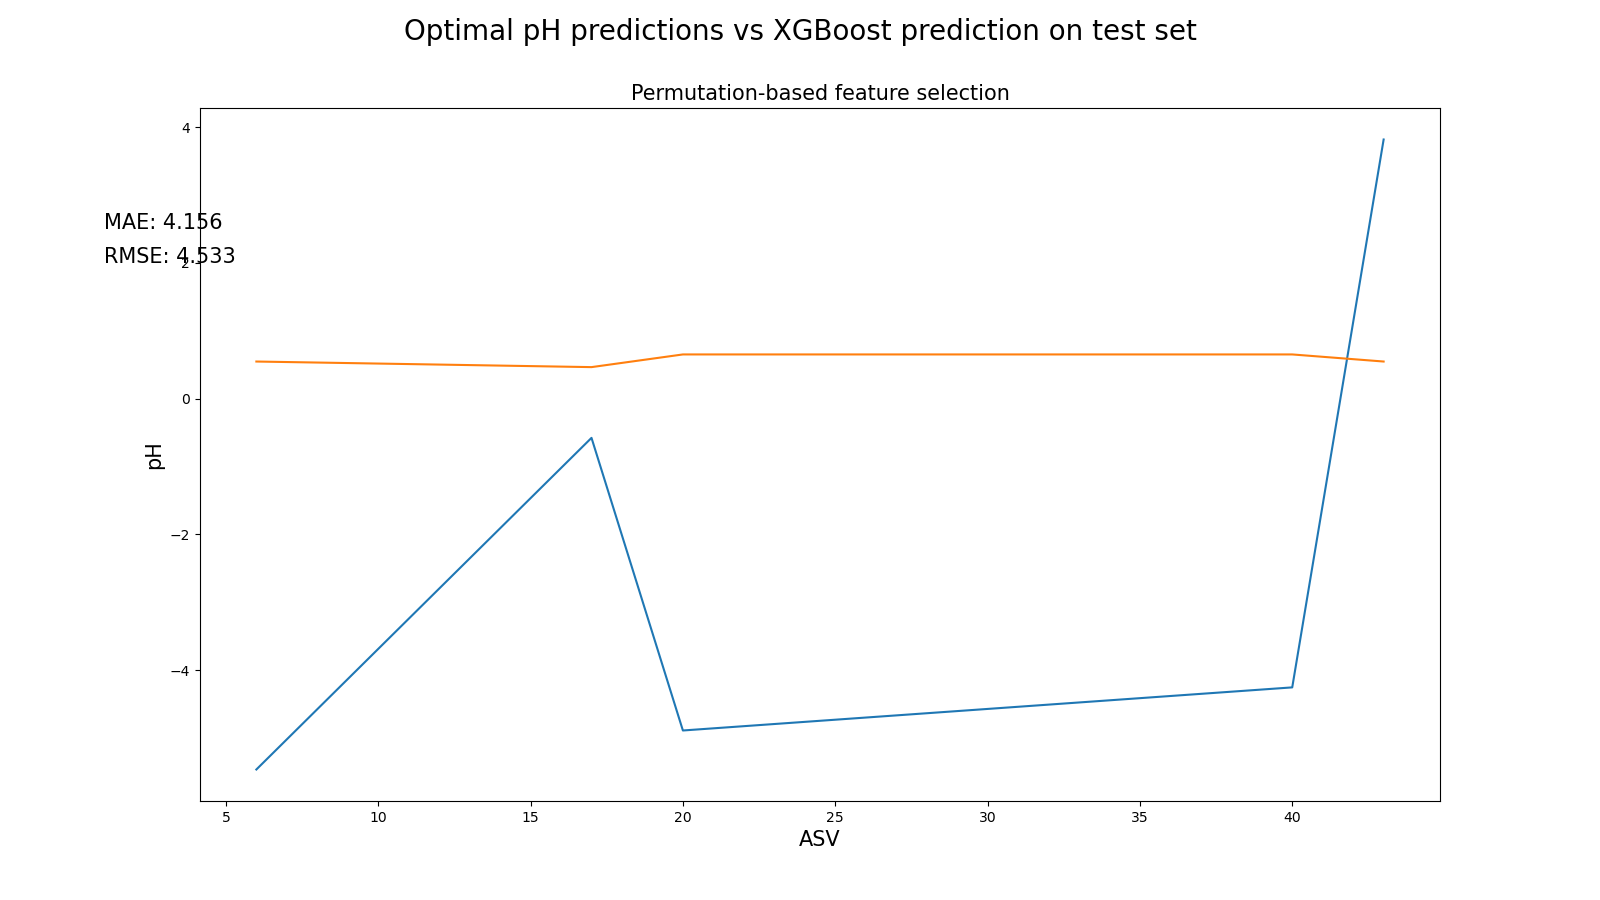 Optimal pH predictions vs XGBoost prediction on test set
Permutation-based feature selection
4
MAE: 4.156
RMSE: 4.533
2
0
pH
−2
−4
5 10 15 20 25 30 35 40
ASV